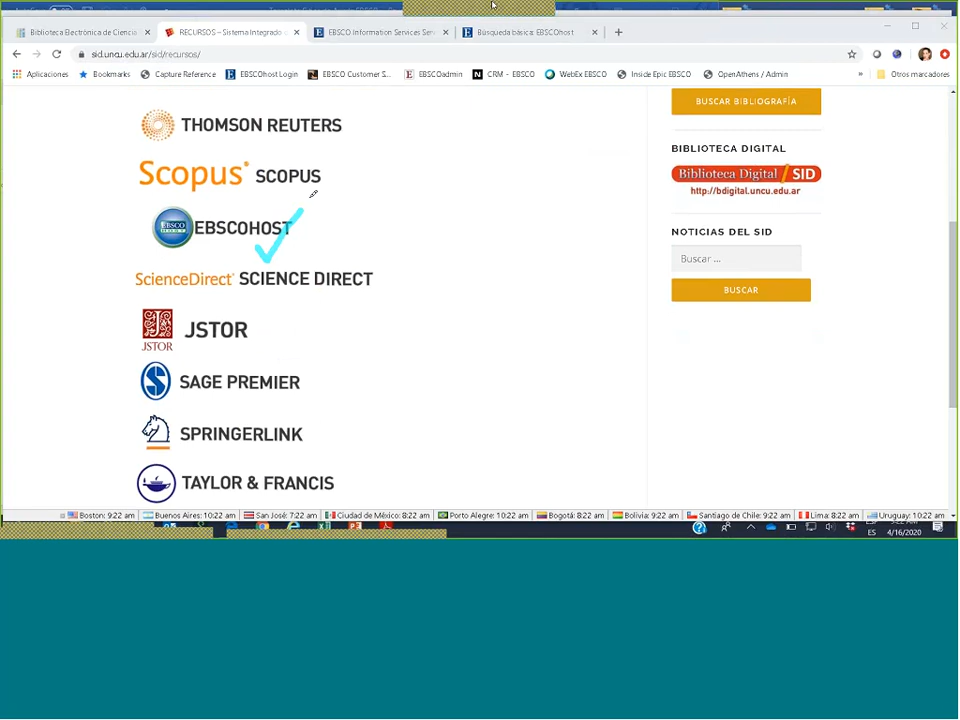 Biblioteca Electrónica de Ciencia
RECURSOS – Sistema Integrado
EBSCO Information Services Serv
Búsqueda básica: EBSCOhost
sid.uncu.edu.ar/sid/recursos/
Aplicaciones
Bookmarks
Capture Reference
EBSCOhost Login
EBSCO Customer S...
EBSCOadmin
CRM - EBSCO
WebEx EBSCO
Inside Epic EBSCO
OpenAthens / Admin
Otros marcadores
THOMSON REUTERS
Scopus SCOPUS
EBSCO EBSCOHOST
ScienceDirect SCIENCE DIRECT
JSTOR JSTOR
SAGE PREMIER
SPRINGERLINK
TAYLOR & FRANCIS
BUSCAR BIBLIOGRAFÍA
BIBLIOTECA DIGITAL
Biblioteca Digital / SID
http://bdigital.uncu.edu.ar
NOTICIAS DEL SID
Buscar ...
BUSCAR
Boston: 9:22 am
Buenos Aires: 10:22 am
San José: 7:22 am
Ciudad de México: 8:22 am
Porto Alegre: 10:22 am
Bogotá: 8:22 am
Bolivia: 9:22 am
Santiago de Chile: 9:22 am
Lima: 8:22 am
Uruguay: 10:22 am
ES
4/16/2020